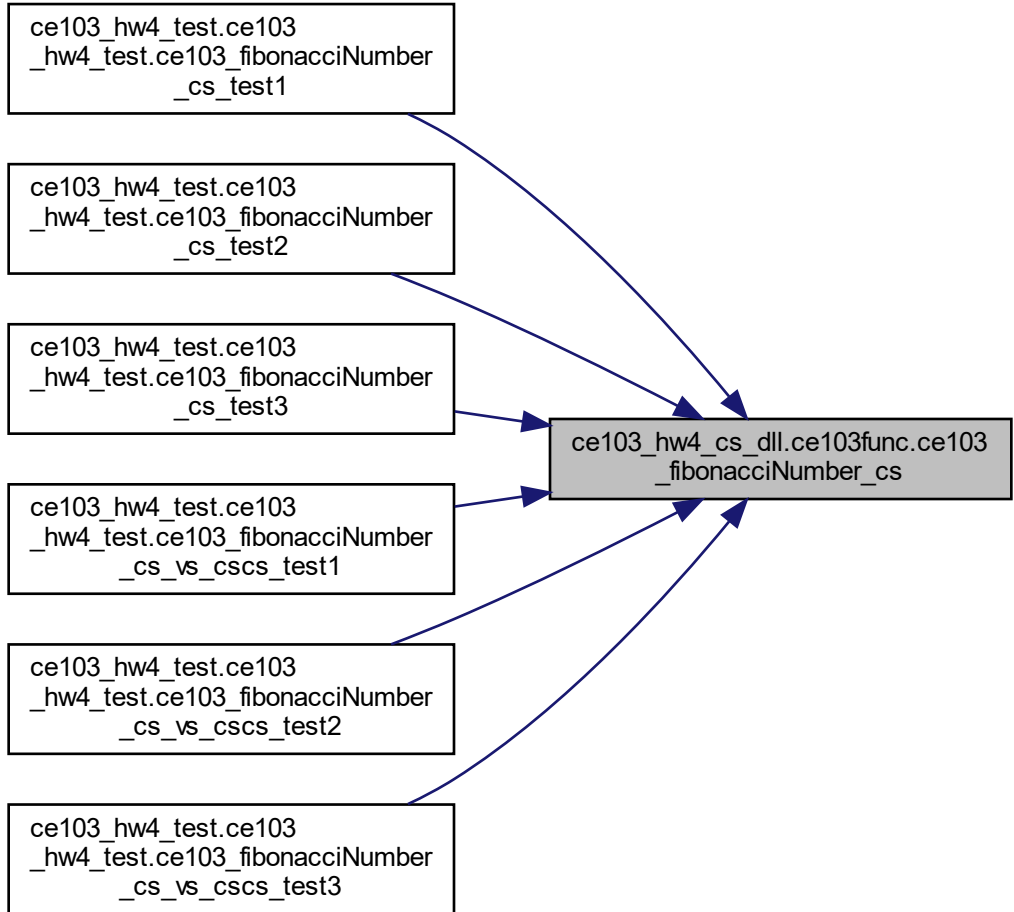 ce103_hw4_test.ce103
_hw4_test.ce103_fibonacciNumber
_cs_test1
ce103_hw4_test.ce103
_hw4_test.ce103_fibonacciNumber
_cs_test2
ce103_hw4_test.ce103
_hw4_test.ce103_fibonacciNumber
_cs_test3
ce103_hw4_cs_dll.ce103func.ce103
_fibonacciNumber_cs
ce103_hw4_test.ce103
_hw4_test.ce103_fibonacciNumber
_cs_vs_cscs_test1
ce103_hw4_test.ce103
_hw4_test.ce103_fibonacciNumber
_cs_vs_cscs_test2
ce103_hw4_test.ce103
_hw4_test.ce103_fibonacciNumber
_cs_vs_cscs_test3